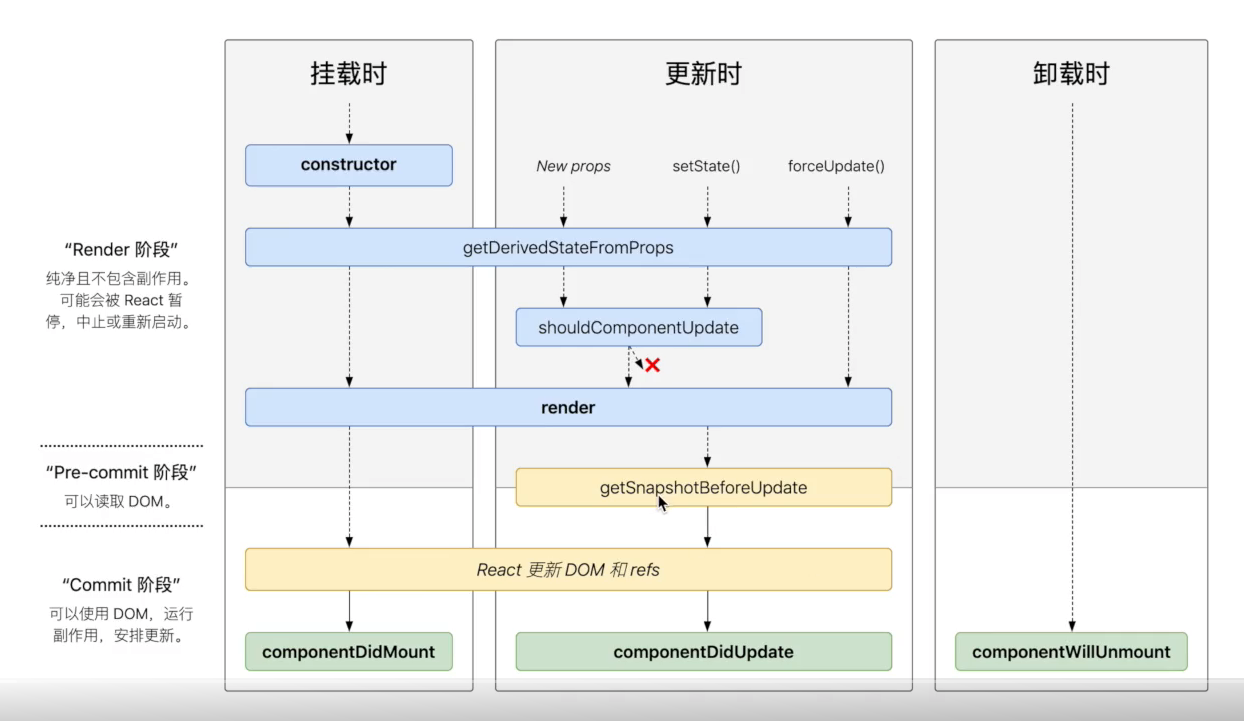 挂载时
更新时
卸载时
constructor
New props
setState()
forceUpdate()
getDerivedStateFromProps
“Render 阶段”
纯净且不包含副作用。
可能会被 React 暂
停，中止或重新启动。
shouldComponentUpdate
render
“Pre-commit 阶段”
可以读取 DOM。
getSnapshotBeforeUpdate
React 更新 DOM 和 refs
“Commit 阶段”
可以使用 DOM，运行
副作用，安排更新。
componentDidMount
componentDidUpdate
componentWillUnmount